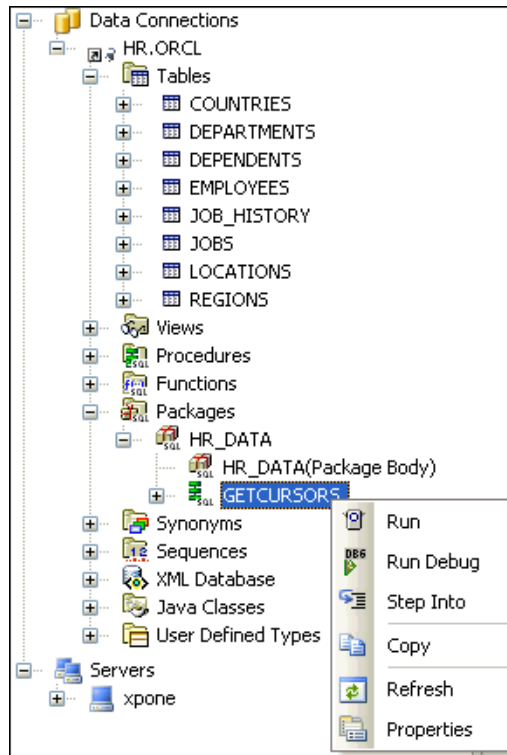 Data Connections
HR.ORCL
Tables
COUNTRIES
DEPARTMENTS
DEPENDENTS
EMPLOYEES
JOB_HISTORY
JOBS
LOCATIONS
REGIONS
Views
Procedures
Functions
Packages
HR_DATA
HR_DATA(Package Body)
GETCURSORS
Run
Synonyms
Run Debug
Sequences
XML Database
Step Into
Java Classes
User Defined Types
Copy
Servers
Refresh
xpone
Properties